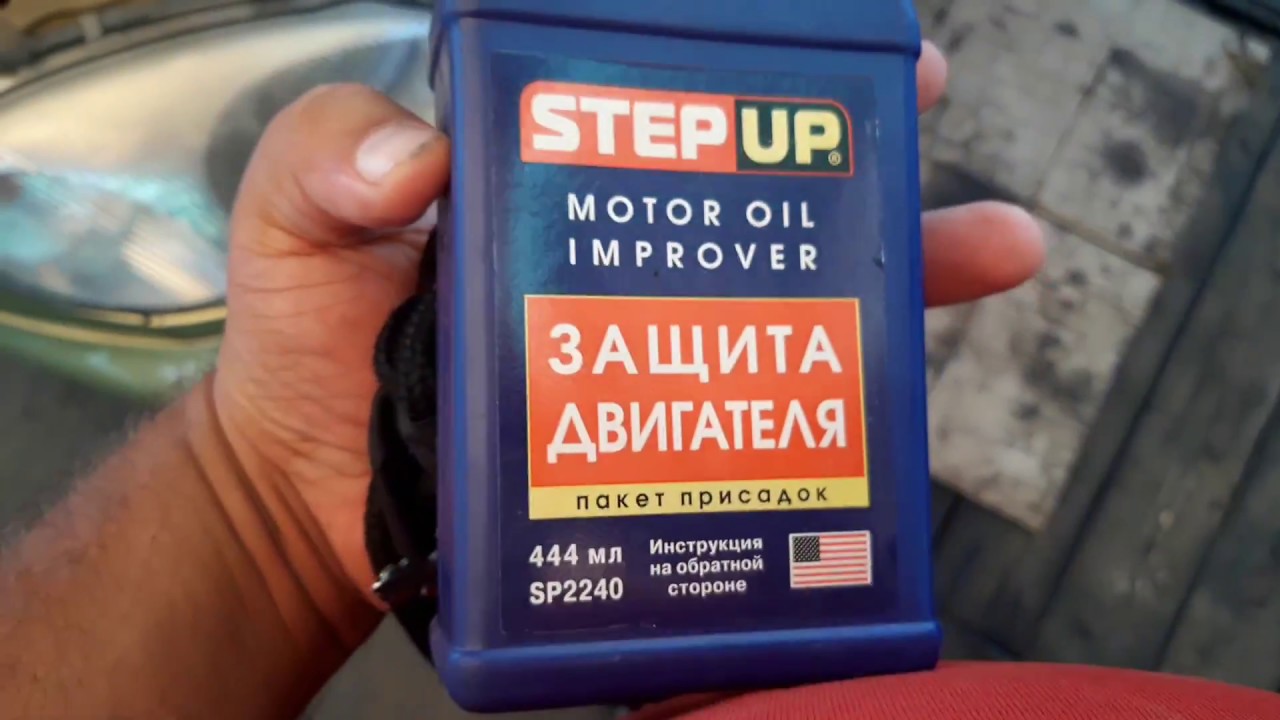 STEP UP®
MOTOR OIL
IMPROVER
ЗАЩИТА
ДВИГАТЕЛЯ
пакет присадок
444 мл
SP2240
Инструкция
на обратной
стороне